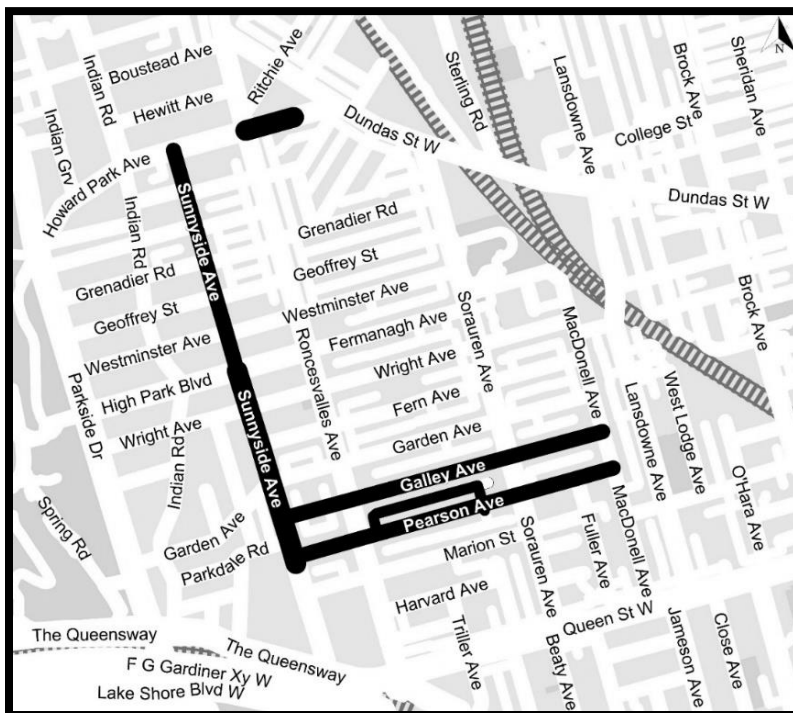 Boustead Ave
Indian Rd
Ritchie Ave
Sterling Rd
Lansdowne Ave
Brock Ave
Sheridan Ave
N
Hewitt Ave
Indian Grv
Howard Park Ave
Dundas St W
College St
Dundas St W
Sunnyside Ave
Indian Rd
Grenadier Rd
Grenadier Rd
Geoffrey St
Geoffrey St
Westminster Ave
Westminster Ave
Fermanagh Ave
Sorauren Ave
MacDonell Ave
Brock Ave
Roncesvalles Ave
Wright Ave
High Park Blvd
Parkside Dr
Fern Ave
Wright Ave
Lansdowne Ave
West Lodge Ave
Sunnyside Ave
Indian Rd
Garden Ave
Galley Ave
O'Hara Ave
Spring Rd
Garden Ave
Pearson Ave
MacDonell Ave
Fuller Ave
Sorauren Ave
Parkdale Rd
Marion St
Harvard Ave
Queen St W
Triller Ave
Beaty Ave
Jameson Ave
Close Ave
The Queensway
The Queensway
F G Gardiner Xy W
Lake Shore Blvd W